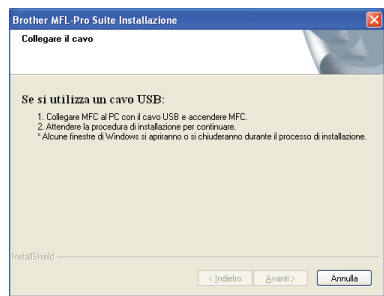 Brother MFL-Pro Suite Installazione
Collegare il cavo
Se si utilizza un cavo USB:
1. Collegare MFC al PC con il cavo USB e accendere MFC.
2. Attendere la procedura di installazione per continuare.
* Alcune finestre di Windows si apriranno o si chiuderanno durante il processo di installazione.
InstallShield
< Indietro Avanti > Annulla